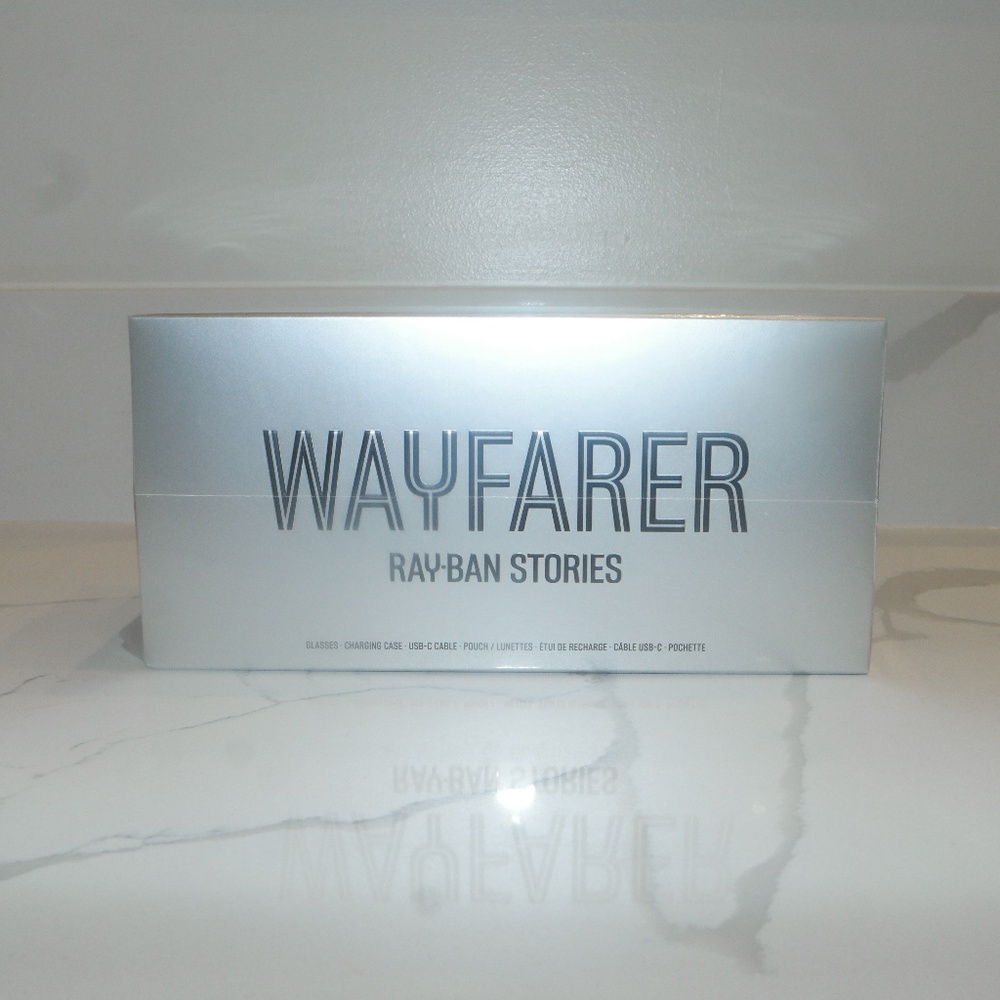 WAYFARER
RAY-BAN STORIES
GLASSES · CHARGING CASE · USB-C CABLE · POUCH / LUNETTES · ÉTUI DE RECHARGE · CÂBLE USB-C · POCHETTE